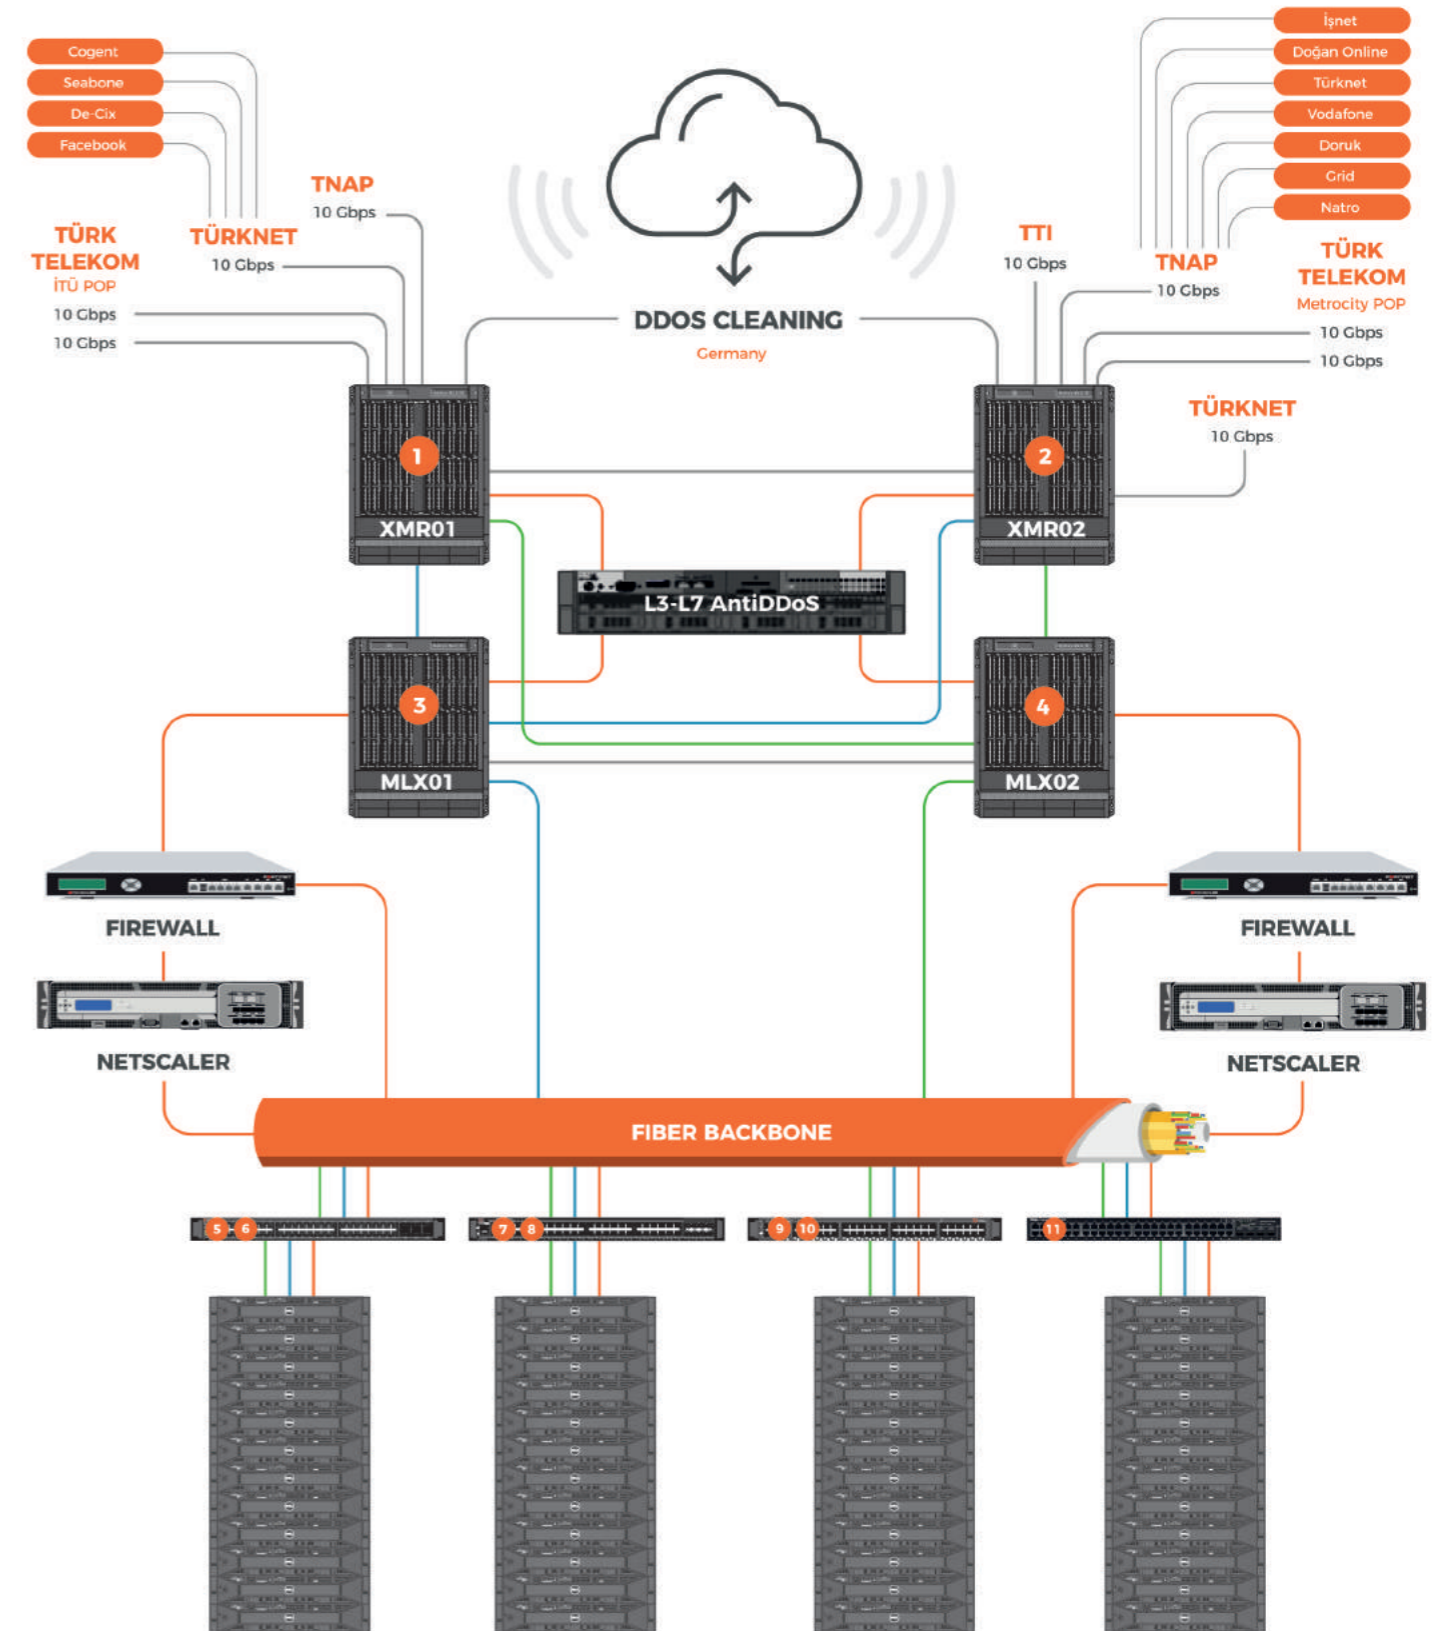 Cogent
Seabone
De-Cix
Facebook
TNAP
10 Gbps
TÜRK
TELEKOM
İTÜ POP
10 Gbps
10 Gbps
TÜRKNET
10 Gbps
DDOS CLEANING
Germany
İşnet
Doğan Online
Türknet
Vodafone
Doruk
Grid
Natro
TTI
10 Gbps
TNAP
10 Gbps
TÜRK
TELEKOM
Metrocity POP
10 Gbps
10 Gbps
TÜRKNET
10 Gbps
1
XMR01
2
XMR02
L3-L7 AntiDDoS
3
MLX01
4
MLX02
FIREWALL
FIREWALL
NETSCALER
NETSCALER
FIBER BACKBONE
5 6
7 8
9 10
11